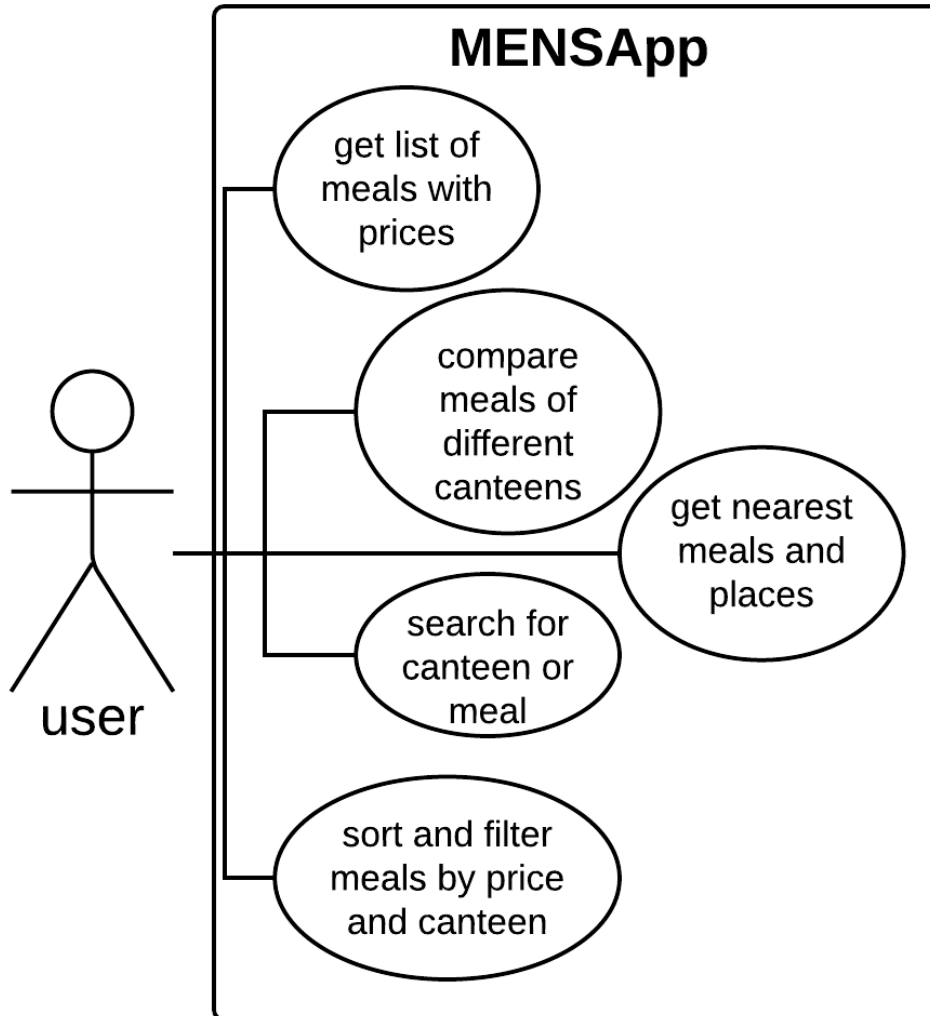 MENSApp
get list of
meals with
prices
compare
meals of
different
canteens
get nearest
meals and
places
search for
canteen or
meal
user
sort and filter
meals by price
and canteen